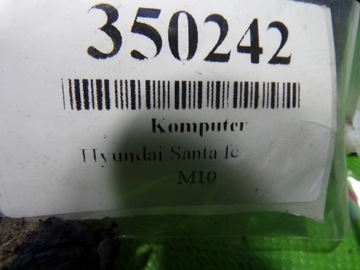 350242
Komputer
Hyundai Santa fe
M10